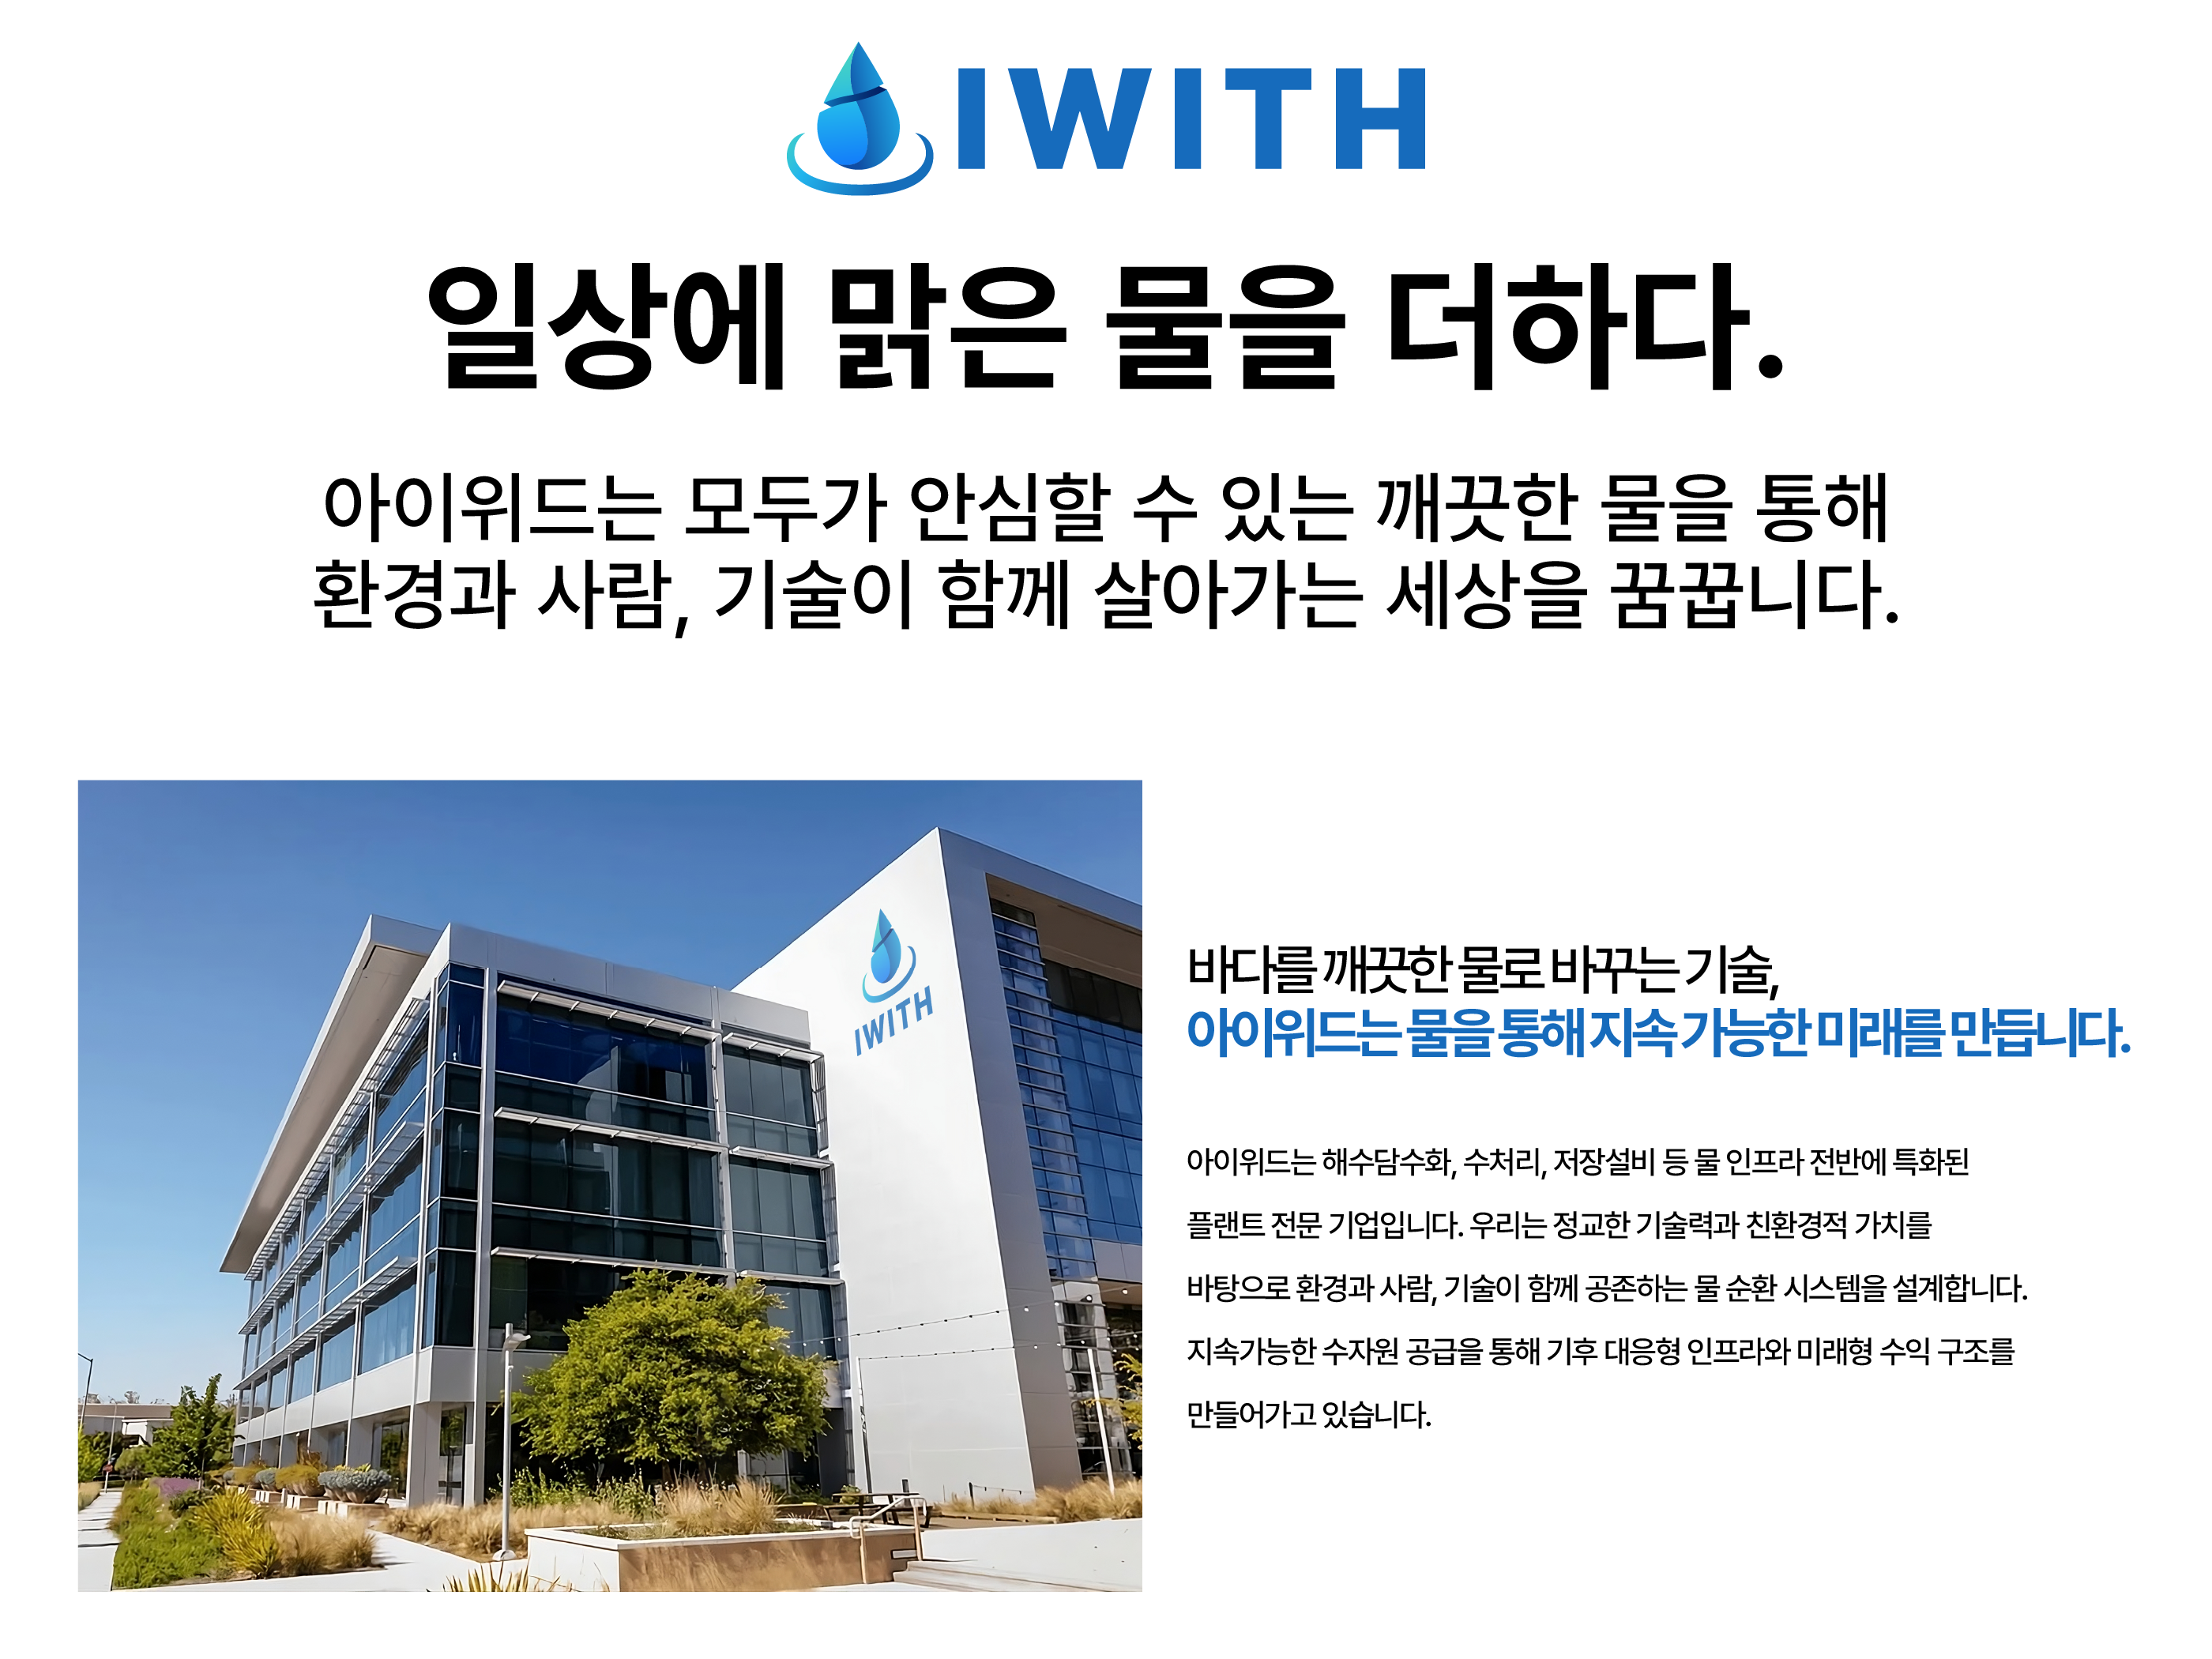 IWITH
일상에 맑은 물을 더하다.
아이위드는 모두가 안심할 수 있는 깨끗한 물을 통해
환경과 사람, 기술이 함께 살아가는 세상을 꿈꿉니다.
IWITH
바다를 깨끗한 물로 바꾸는 기술,
아이위드는 물을 통해 지속 가능한 미래를 만듭니다.
아이위드는 해수담수화, 수처리, 저장설비 등 물 인프라 전반에 특화된
플랜트 전문 기업입니다. 우리는 정교한 기술력과 친환경적 가치를
바탕으로 환경과 사람, 기술이 함께 공존하는 물 순환 시스템을 설계합니다.
지속가능한 수자원 공급을 통해 기후 대응형 인프라와 미래형 수익 구조를
만들어가고 있습니다.